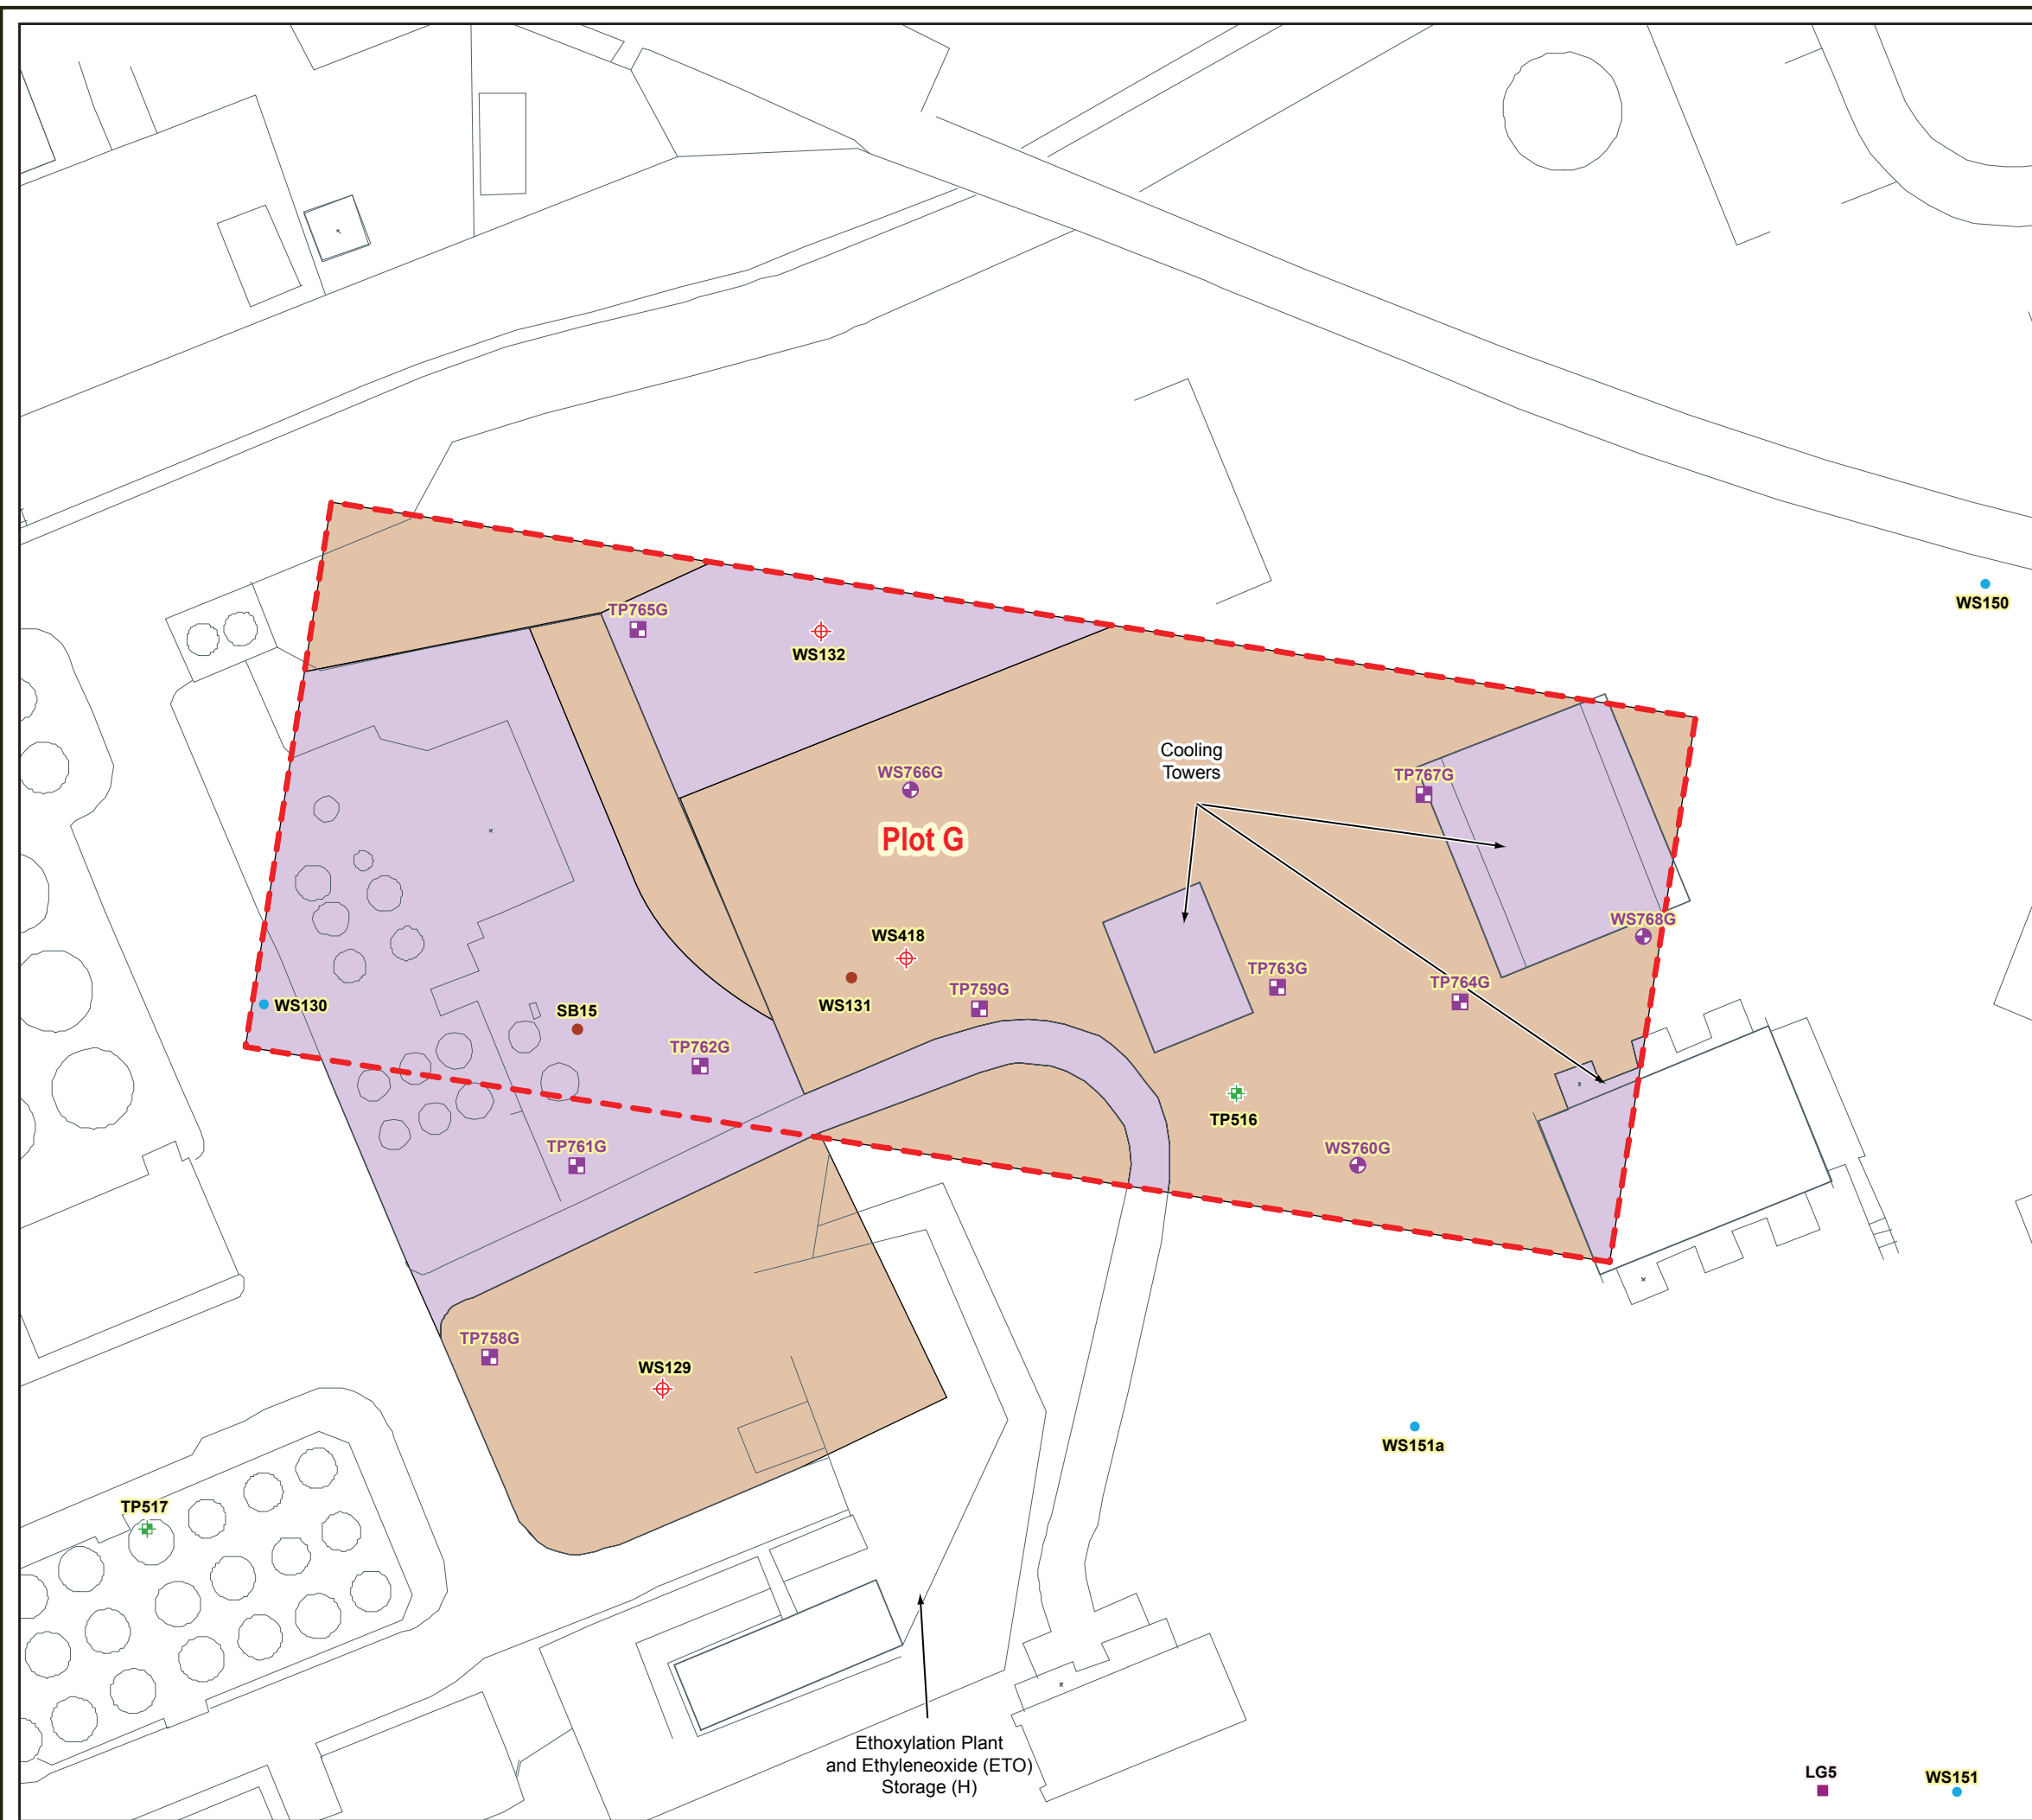 WS150
TP765G
WS132
Cooling
Towers
WS766G
TP767G
Plot G
WS768G
WS418
TP763G
TP764G
TP759G
WS131
WS130
SB15
TP762G
TP516
TP761G
WS760G
TP758G
WS129
WS151a
TP517
Ethoxylation Plant
and Ethyleneoxide (ETO)
Storage (H)
LG5
WS151